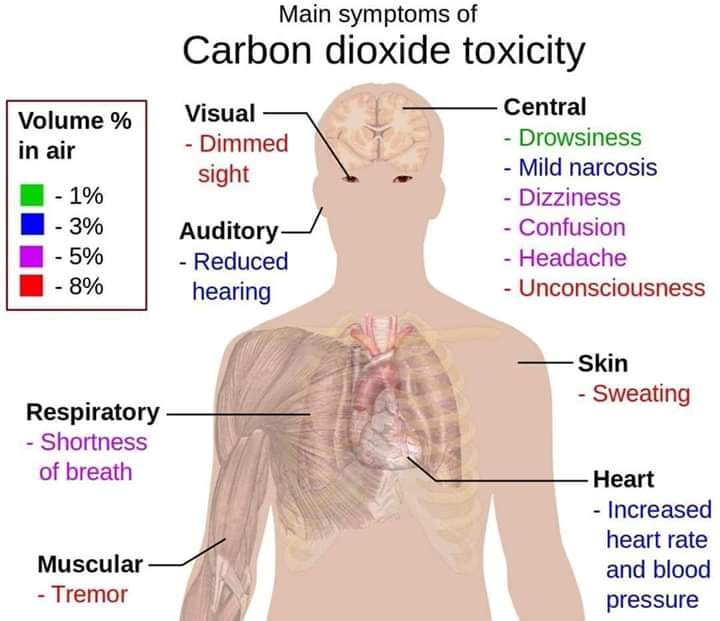 Main symptoms of
Carbon dioxide toxicity
Volume %
in air
- 1%
- 3%
- 5%
- 8%
Visual
- Dimmed
sight
Auditory
- Reduced
hearing
Respiratory
- Shortness
of breath
Muscular
- Tremor
Central
- Drowsiness
- Mild narcosis
- Dizziness
- Confusion
- Headache
- Unconsciousness
Skin
- Sweating
Heart
- Increased
heart rate
and blood
pressure